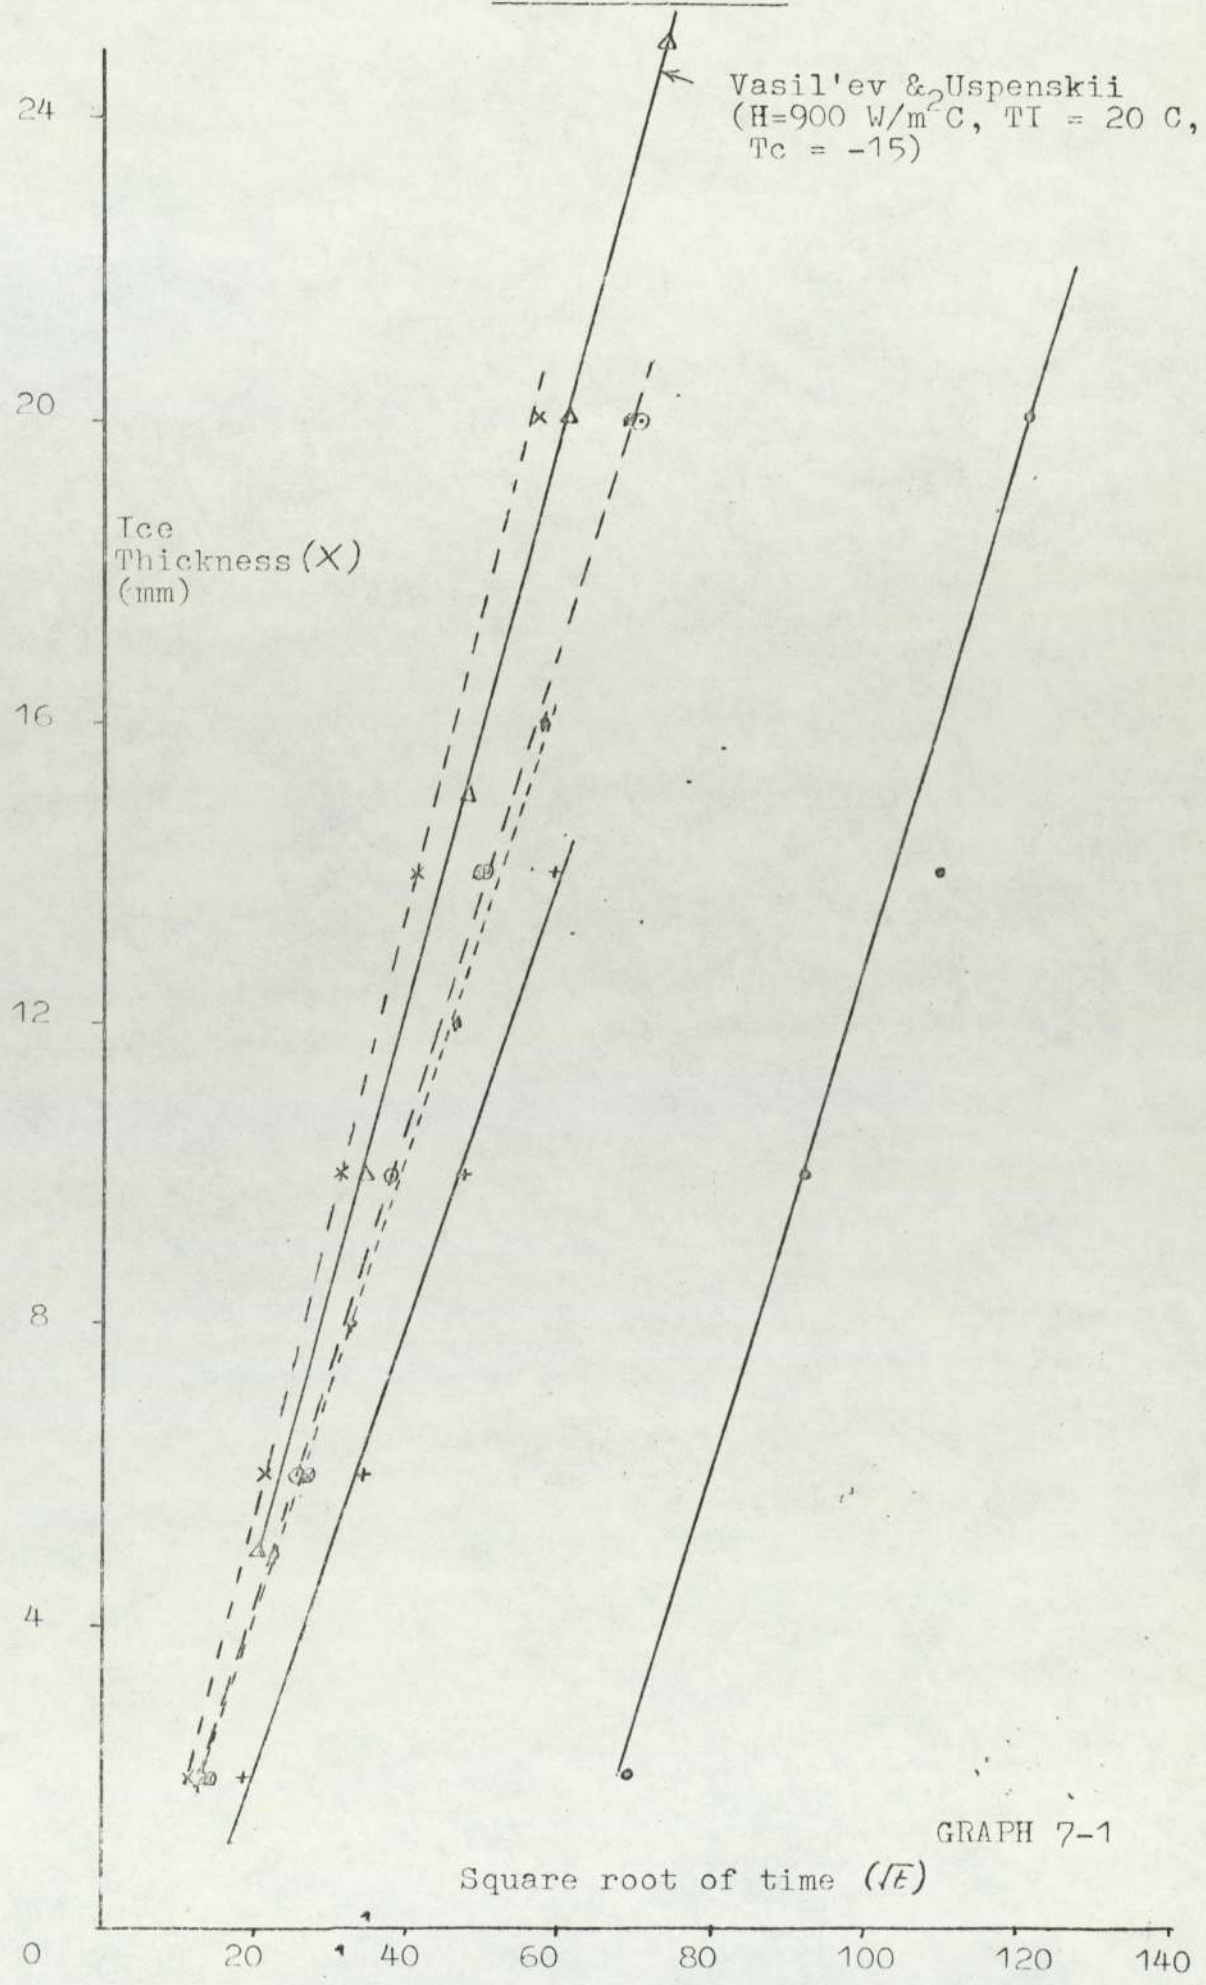 Vasil'ev & Uspenskii
(H=900 W/m²C, TI = 20 C,
Tc = -15)
24
20
Ice
Thickness (X)
(mm)
16
12
8
4
GRAPH 7-1
Square root of time (√t)
0 20 40 60 80 100 120 140